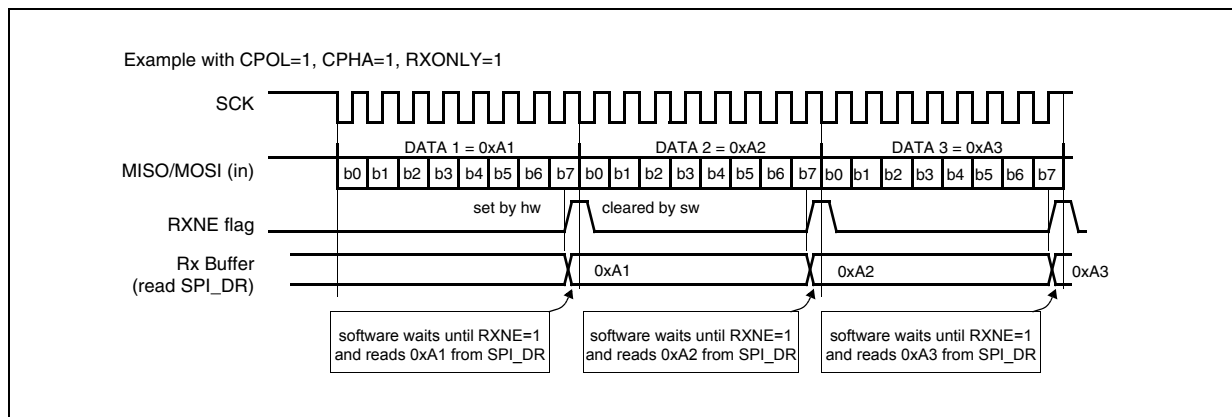 Example with CPOL=1, CPHA=1, RXONLY=1
SCK
DATA 1 = 0xA1 DATA 2 = 0xA2 DATA 3 = 0xA3
MISO/MOSI (in) b0 b1 b2 b3 b4 b5 b6 b7 b0 b1 b2 b3 b4 b5 b6 b7 b0 b1 b2 b3 b4 b5 b6 b7
set by hw cleared by sw
RXNE flag
Rx Buffer
(read SPI_DR)
0xA1 0xA2 0xA3
software waits until RXNE=1
and reads 0xA1 from SPI_DR
software waits until RXNE=1
and reads 0xA2 from SPI_DR
software waits until RXNE=1
and reads 0xA3 from SPI_DR